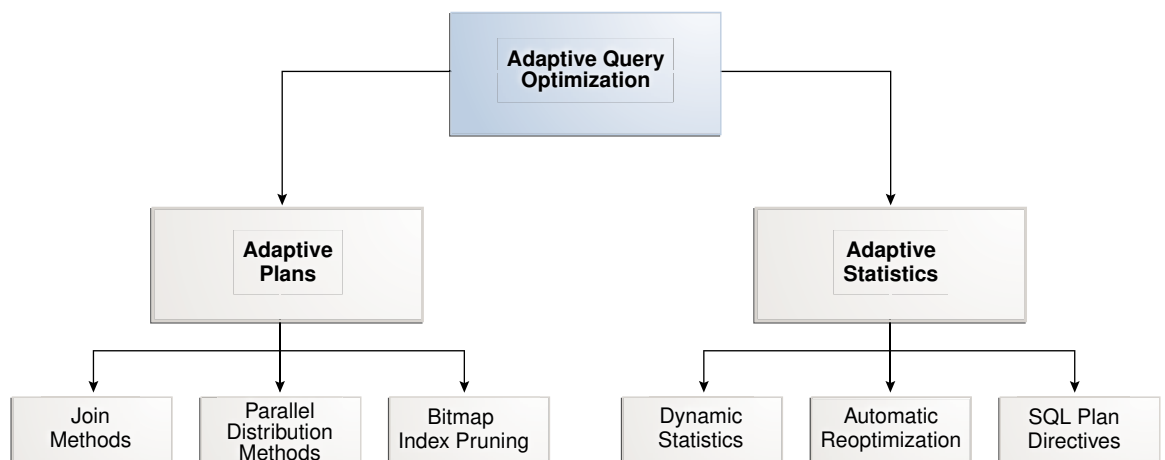 Adaptive Query
Optimization
Adaptive
Plans
Adaptive
Statistics
Join
Methods
Parallel
Distribution
Methods
Bitmap
Index Pruning
Dynamic
Statistics
Automatic
Reoptimization
SQL Plan
Directives